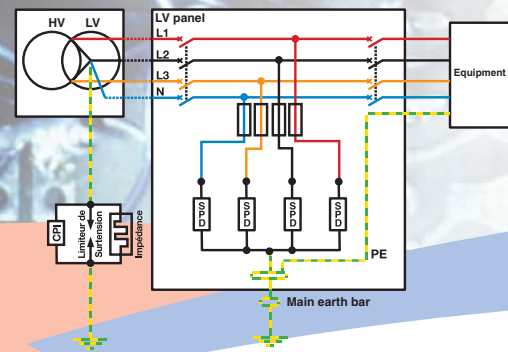 HV LV
LV panel
L1
L2
L3
N
Equipment
SPD
SPD
SPD
SPD
CPI
Limiteur de
Surtension
Impédance
PE
Main earth bar